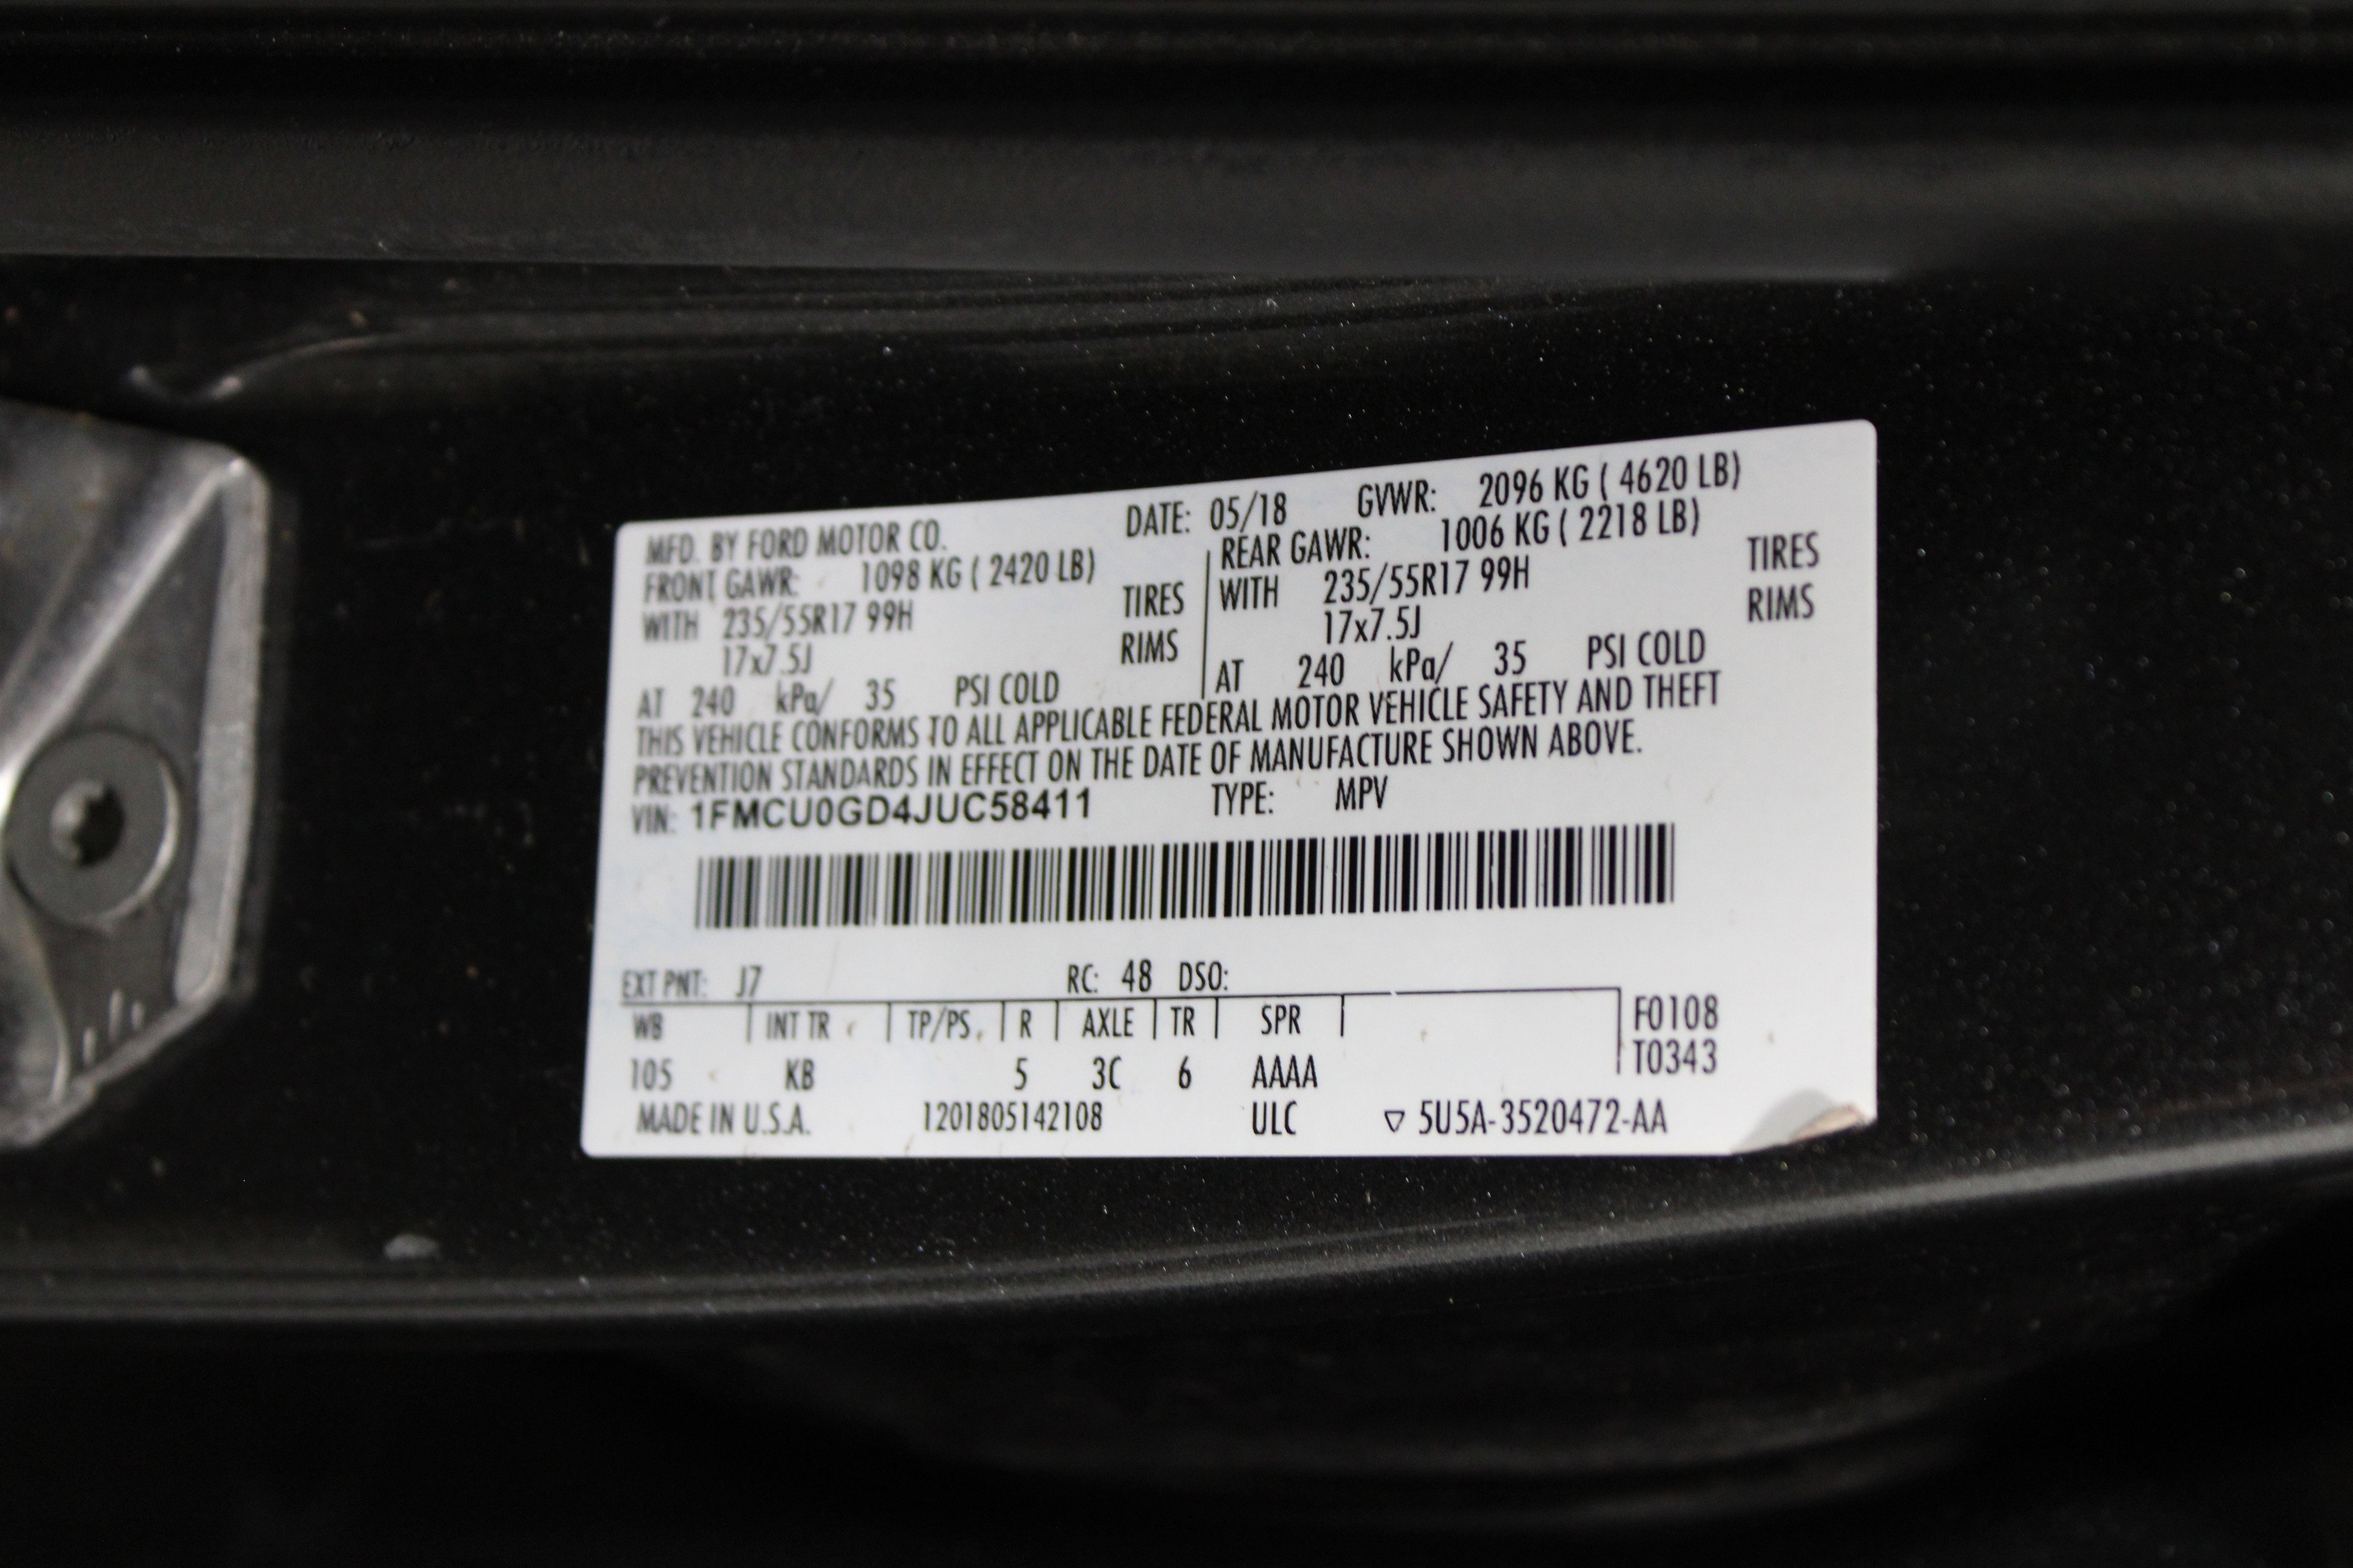 MFD. BY FORD MOTOR CO. DATE: 05/18 GVWR: 2096 KG ( 4620 LB)
FRONT GAWR: 1098 KG ( 2420 LB) REAR GAWR: 1006 KG ( 2218 LB)
WITH 235/55R17 99H TIRES WITH 235/55R17 99H TIRES
17x7.5J RIMS 17x7.5J RIMS
AT 240 kPa/ 35 PSI COLD AT 240 kPa/ 35 PSI COLD
THIS VEHICLE CONFORMS TO ALL APPLICABLE FEDERAL MOTOR VEHICLE SAFETY AND THEFT
PREVENTION STANDARDS IN EFFECT ON THE DATE OF MANUFACTURE SHOWN ABOVE.
VIN: 1FMCU0GD4JUC58411 TYPE: MPV
EXT PNT: J7 RC: 48 DSO:
WB INT TR TP/PS R AXLE TR SPR F0108
T0343
105 KB 5 3C 6 AAAA
MADE IN U.S.A. 1201805142108 ULC ▽ 5U5A-3520472-AA